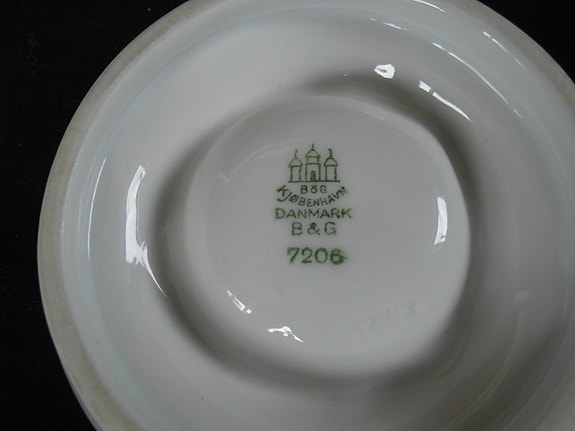 B&G
KJØBENHAVN
DANMARK
B & G
7206